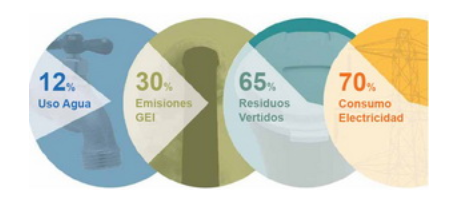 12%
Uso Agua
30%
Emisiones
GEI
65%
Residuos
Vertidos
70%
Consumo
Electricidad